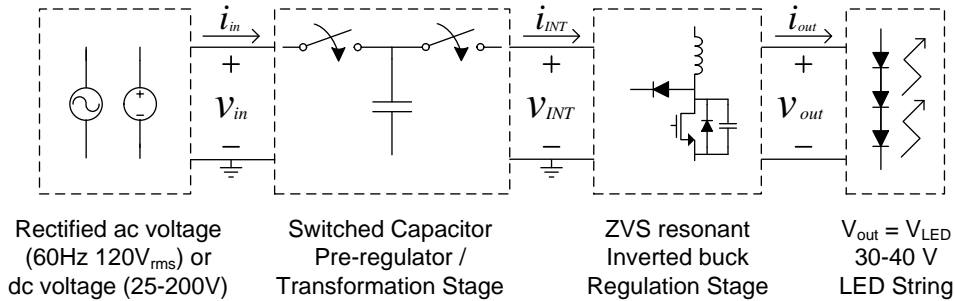 i_in
i_INT
i_out
+ + +
v_in
v_INT
v_out
− − −
Rectified ac voltage
(60Hz 120V_rms) or
dc voltage (25-200V)
Switched Capacitor
Pre-regulator /
Transformation Stage
ZVS resonant
Inverted buck
Regulation Stage
V_out = V_LED
30-40 V
LED String